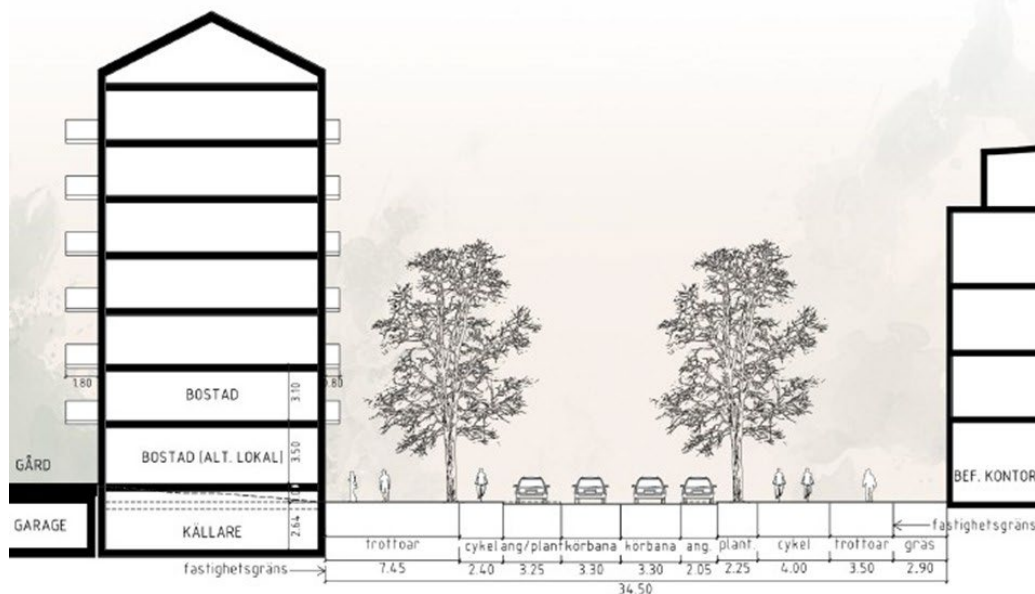 1.80
.80
BOSTAD
3.10
BOSTAD (ALT. LOKAL)
3.50
GÅRD
BEF. KONTOR
GARAGE
KÄLLARE
2.64
fastighetsgräns
trottoar cykel ang/plant körbana körbana ang. plant. cykel trottoar gräs
fastighetsgräns 7.45 2.40 3.25 3.30 3.30 2.05 2.25 4.00 3.50 2.90
34.50